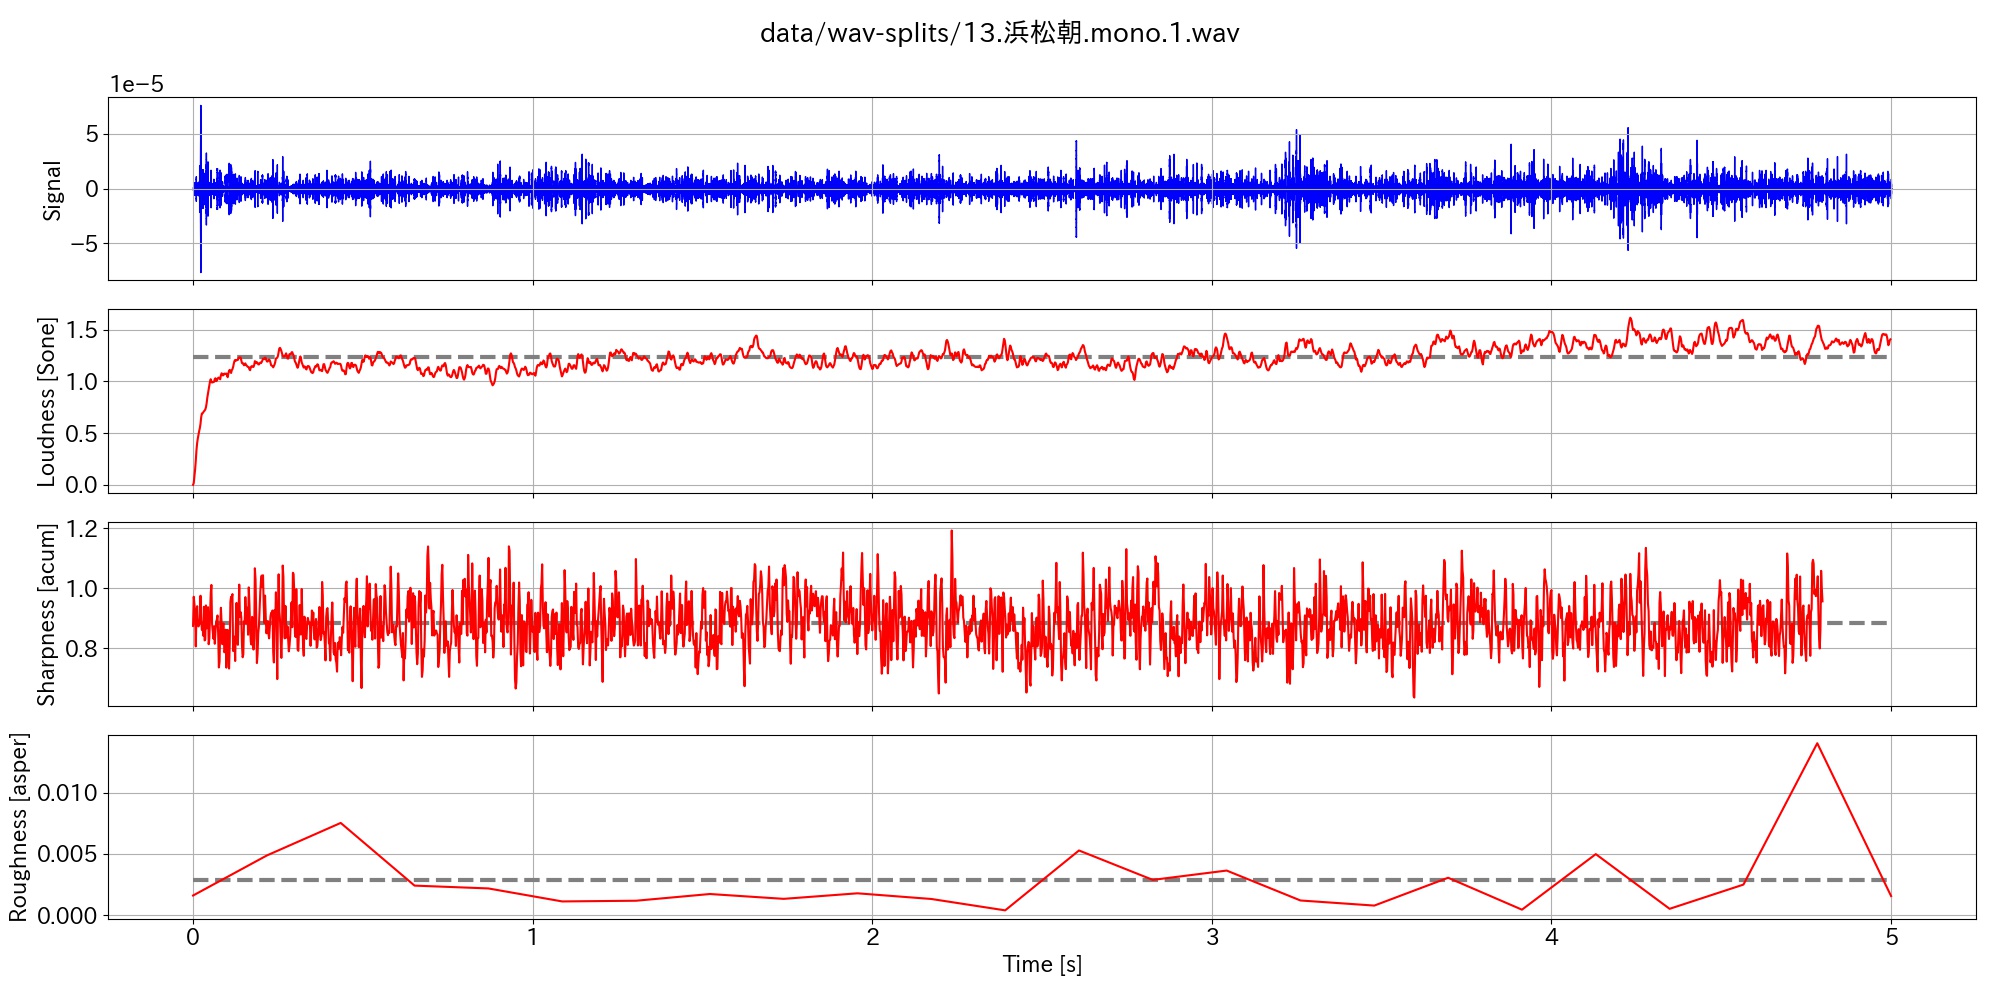 data/wav-splits/13.浜松朝.mono.1.wav
1e−5
Signal
5
0
−5
Loudness [Sone]
1.5
1.0
0.5
0.0
Sharpness [acum]
1.2
1.0
0.8
Roughness [asper]
0.010
0.005
0.000
0 1 2 3 4 5
Time [s]